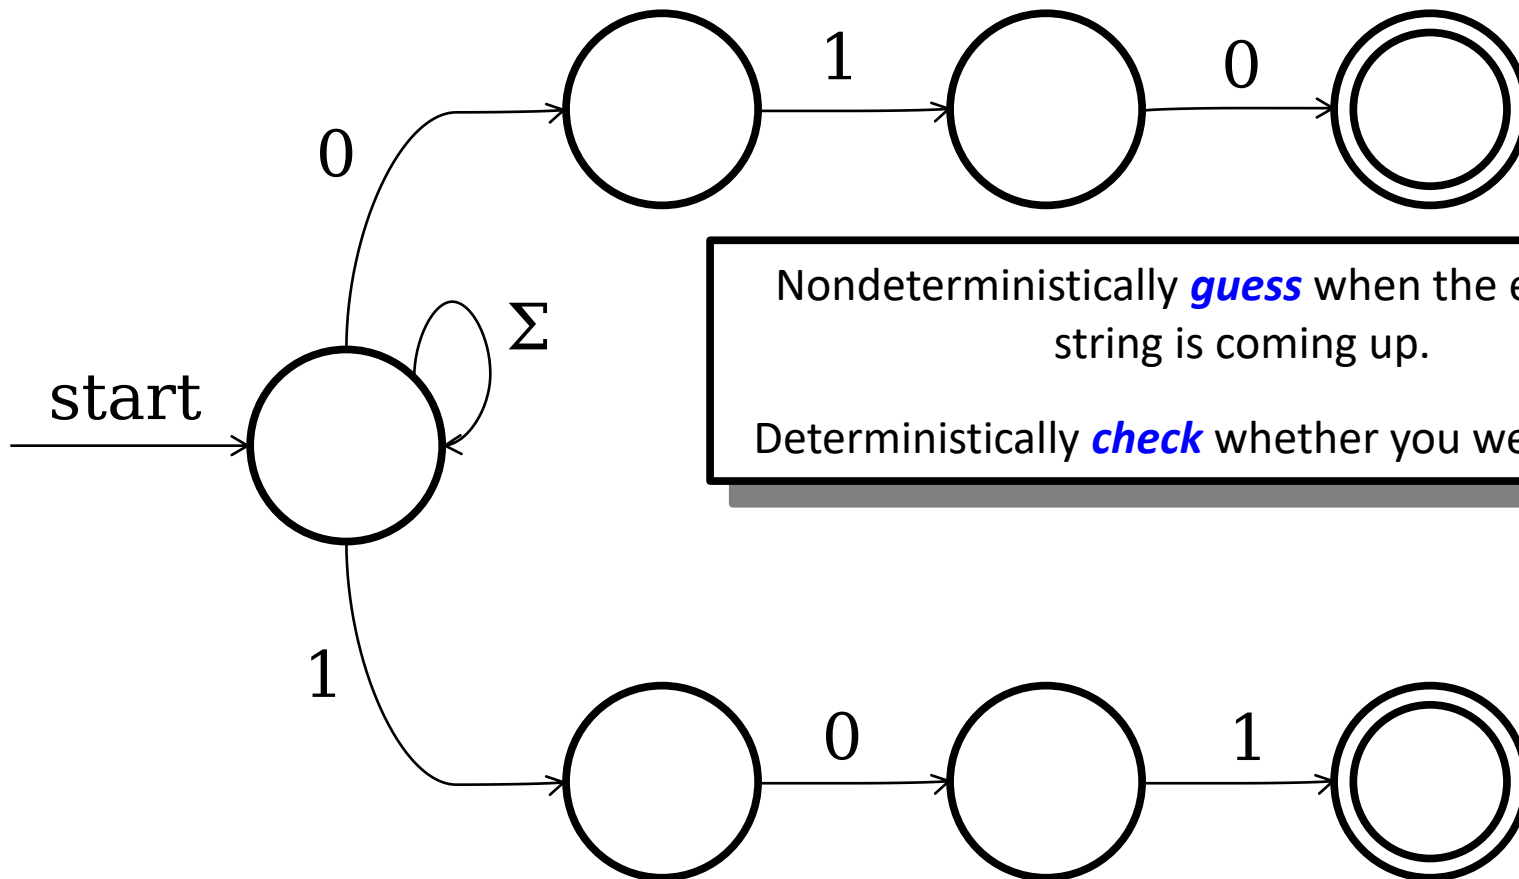 1
0
0
Nondeterministically guess when the
string is coming up.
Σ
start
Deterministically check whether you
1
0
1